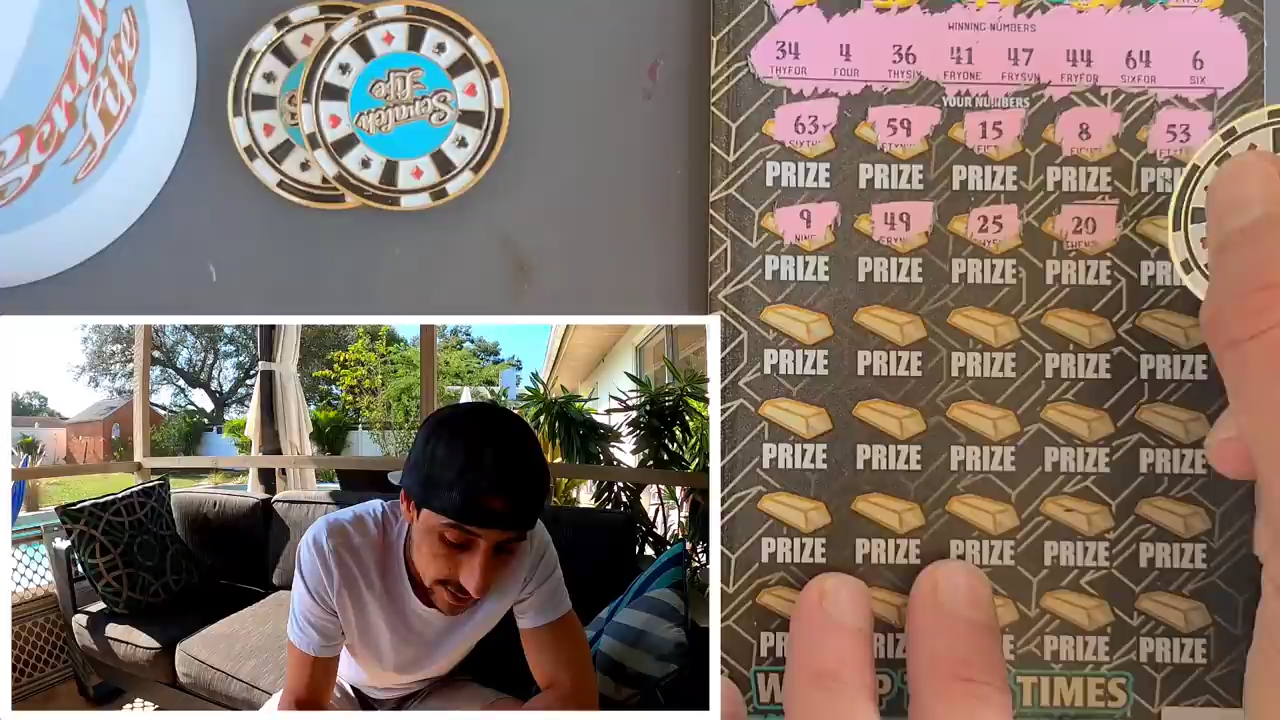 Scratch Life
Scratch
Life
WINNING NUMBERS
34 4 36 41 47 44 64 6
THYFOR FOUR THYSIX FRYONE FRYSVN FRYFOR SIXFOR SIX
YOUR NUMBERS
63 59 15 8 53
PRIZE PRIZE PRIZE PRIZE
9 49 25 20
PRIZE PRIZE PRIZE PRIZE
PRIZE PRIZE PRIZE PRIZE PRIZE
PRIZE PRIZE PRIZE PRIZE PRIZE
PRIZE PRIZE PRIZE PRIZE PRIZE
PRIZE PRIZE
TIMES